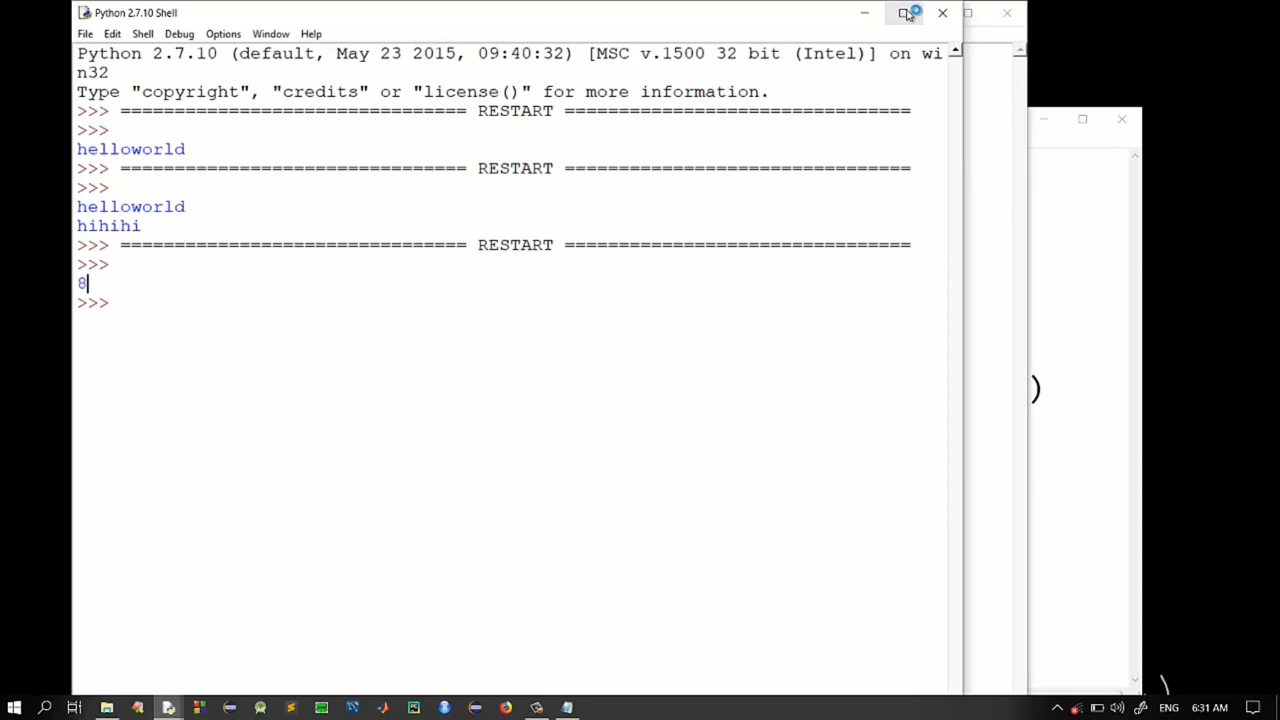 Python 2.7.10 Shell
File Edit Shell Debug Options Window Help
Python 2.7.10 (default, May 23 2015, 09:40:32) [MSC v.1500 32 bit (Intel)] on wi
n32
Type "copyright", "credits" or "license()" for more information.
>>> ================================ RESTART ================================
>>>
helloworld
>>> ================================ RESTART ================================
>>>
helloworld
hihihi
>>> ================================ RESTART ================================
>>>
8
>>>
)
ENG 6:31 AM